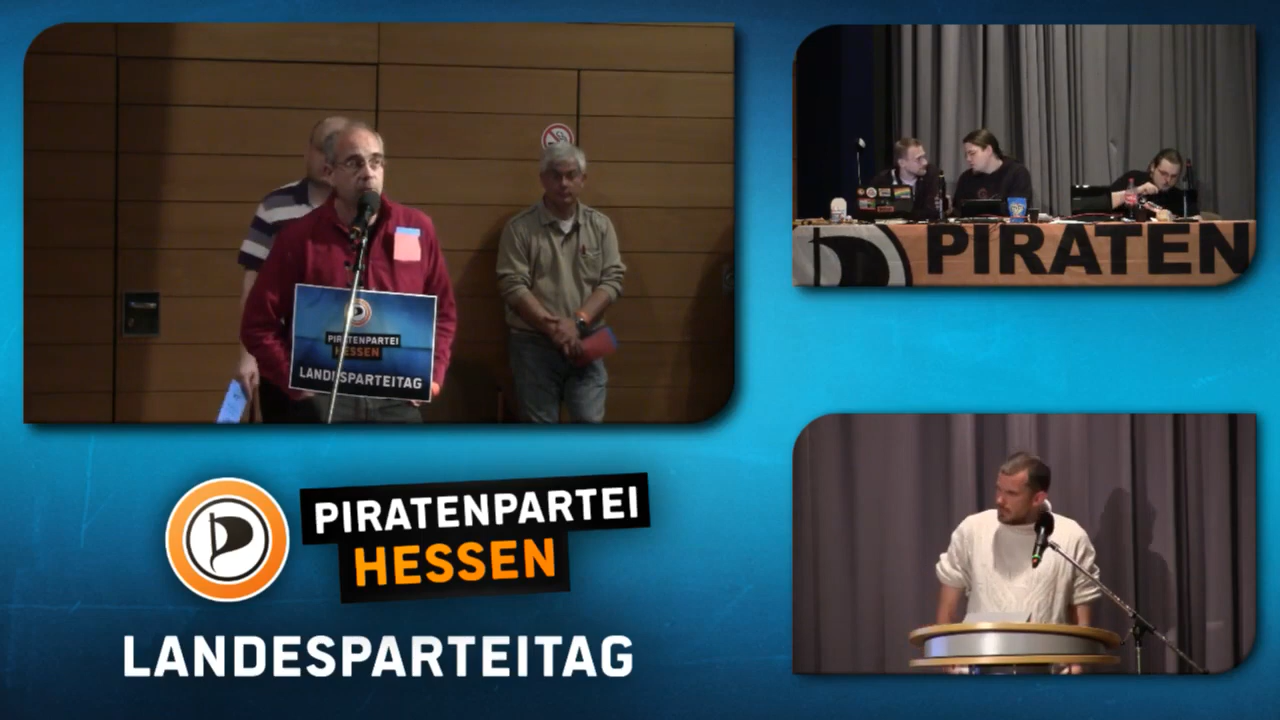 PIRATENPARTEI
HESSEN
LANDESPARTEITAG
PIRATEN
PIRATENPARTEI
HESSEN
LANDESPARTEITAG